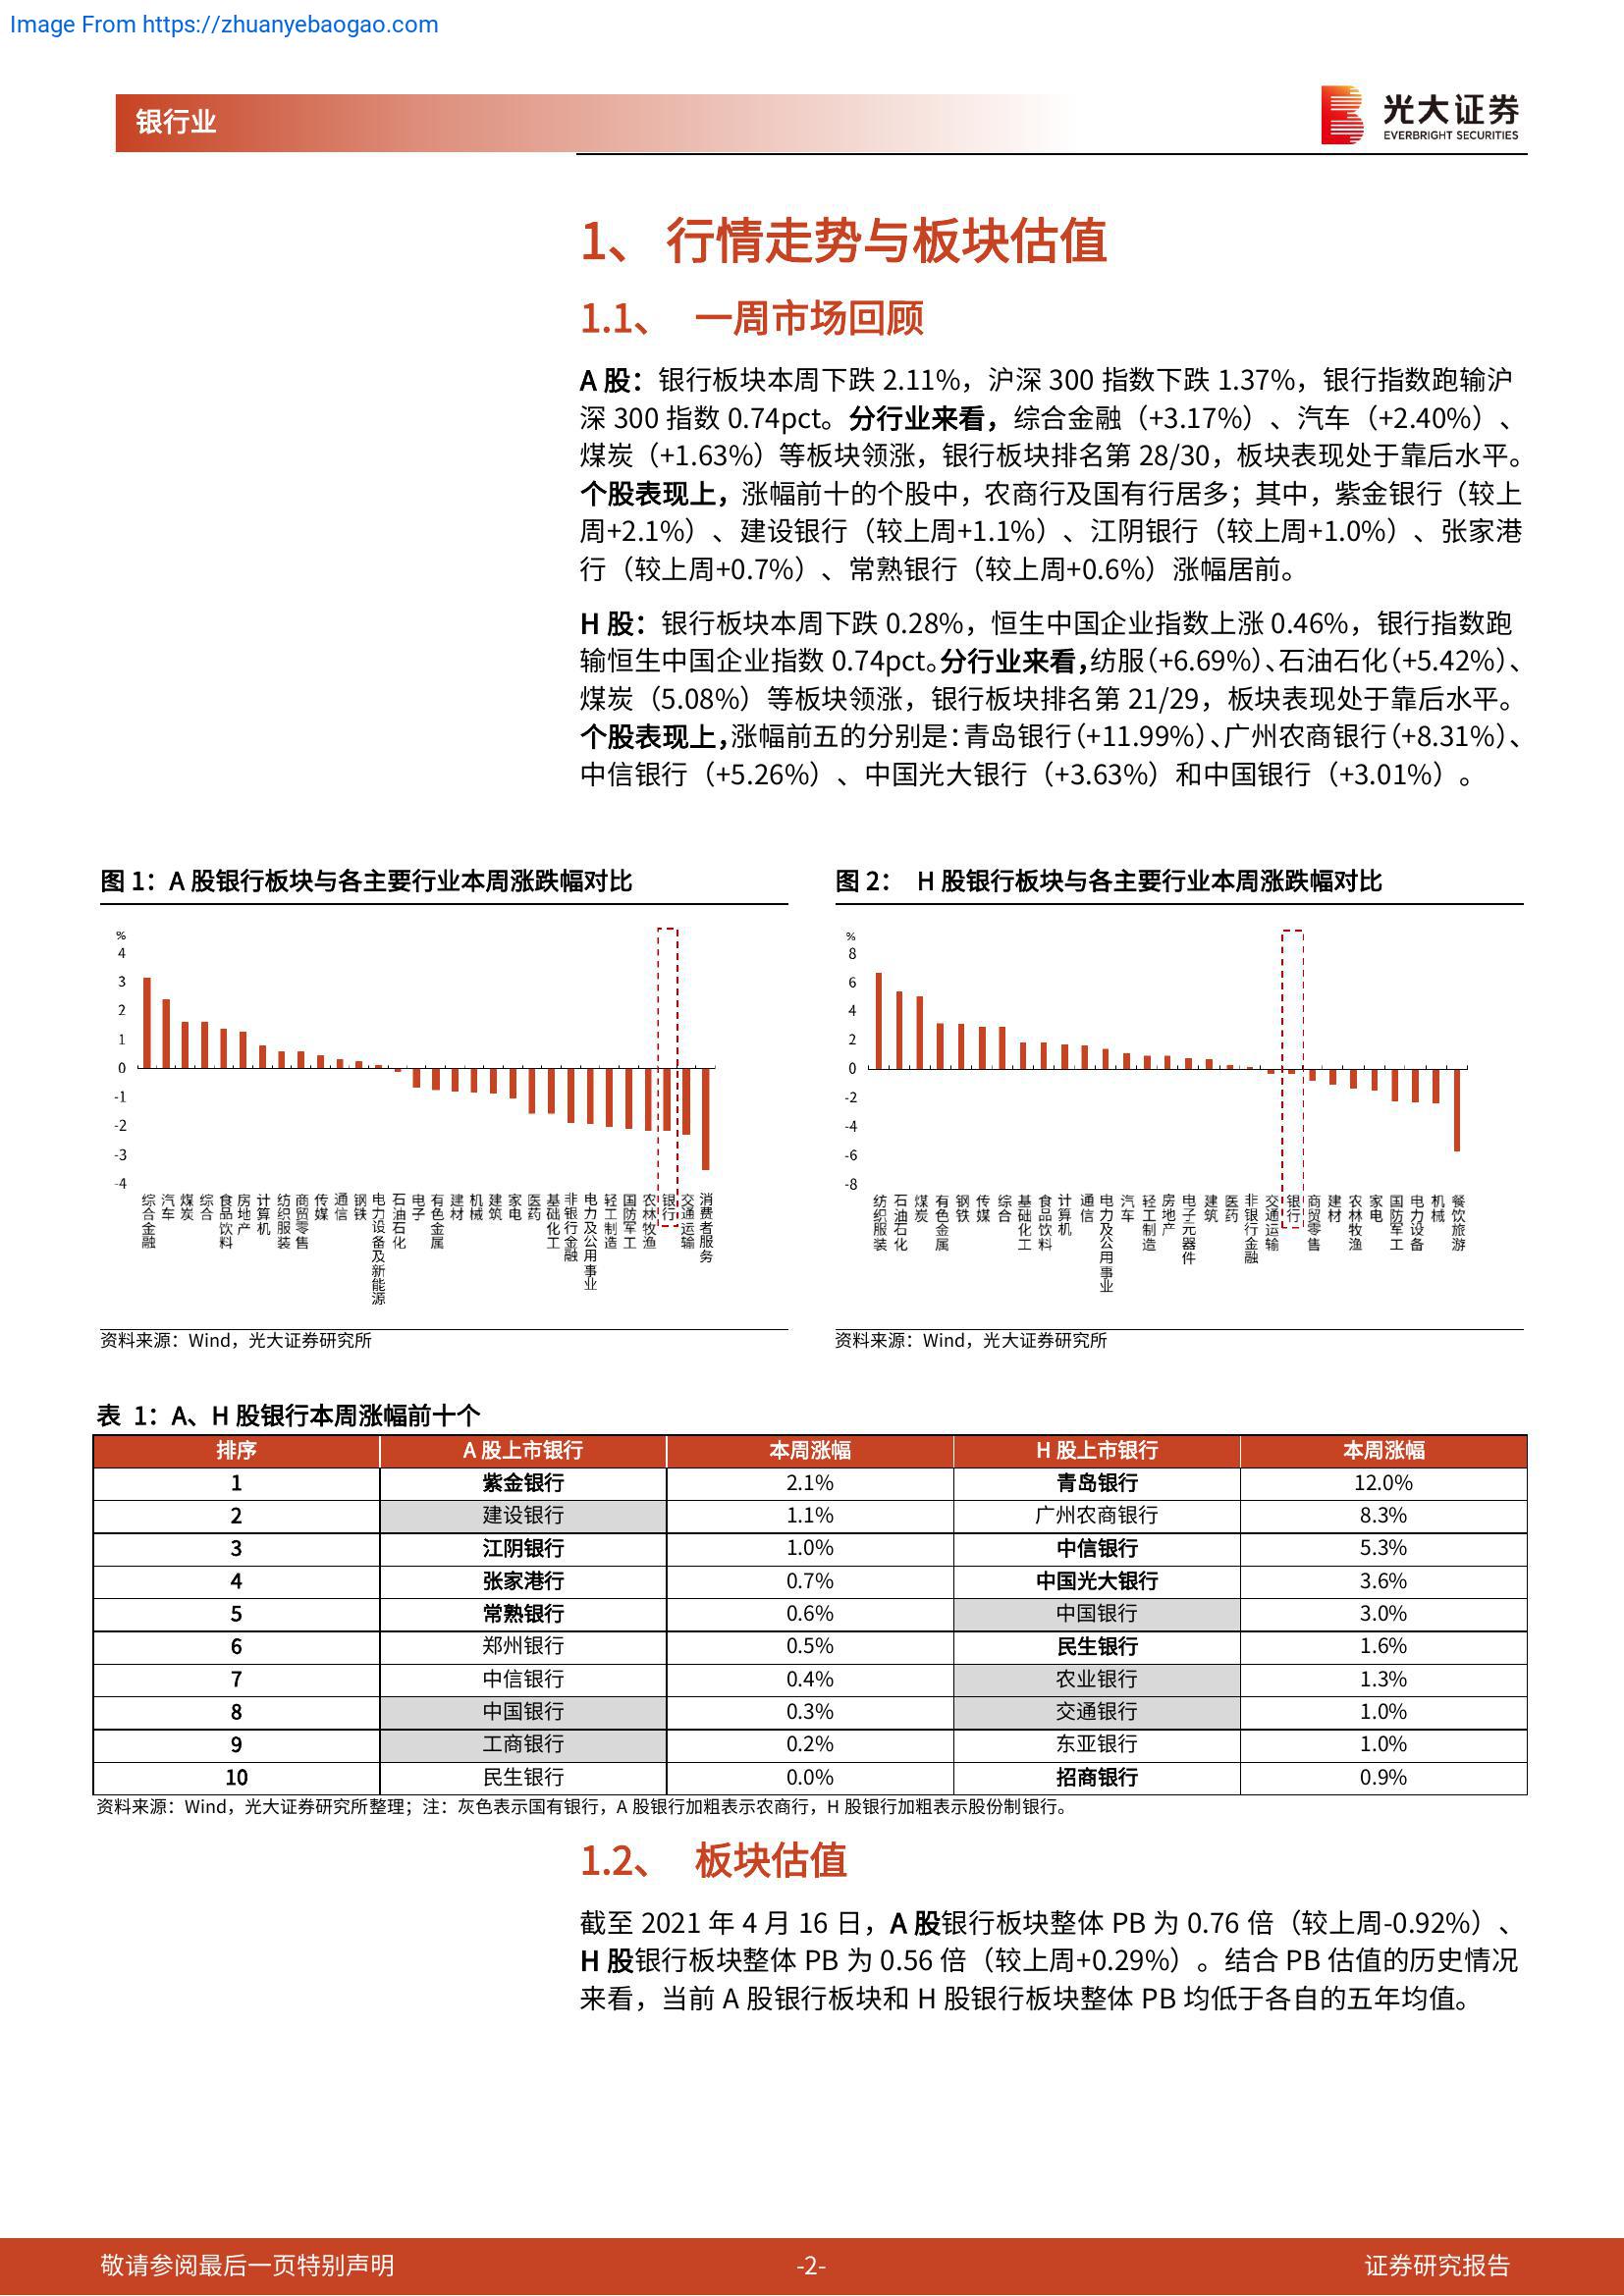 Image From https://zhuanyebaogao.com
银行业
光大证券
EVERBRIGHT SECURITIES
1、 行情走势与板块估值
1.1、 一周市场回顾
A 股：银行板块本周下跌 2.11%，沪深 300 指数下跌 1.37%，银行指数跑输沪
深 300 指数 0.74pct。分行业来看，综合金融（+3.17%）、汽车（+2.40%）、
煤炭（+1.63%）等板块领涨，银行板块排名第 28/30，板块表现处于靠后水平。
个股表现上，涨幅前十的个股中，农商行及国有行居多；其中，紫金银行（较上
周+2.1%）、建设银行（较上周+1.1%）、江阴银行（较上周+1.0%）、张家港
行（较上周+0.7%）、常熟银行（较上周+0.6%）涨幅居前。
H 股：银行板块本周下跌 0.28%，恒生中国企业指数上涨 0.46%，银行指数跑
输恒生中国企业指数 0.74pct。分行业来看，纺服（+6.69%）、石油石化（+5.42%）、
煤炭（5.08%）等板块领涨，银行板块排名第 21/29，板块表现处于靠后水平。
个股表现上，涨幅前五的分别是：青岛银行（+11.99%）、广州农商银行（+8.31%）、
中信银行（+5.26%）、中国光大银行（+3.63%）和中国银行（+3.01%）。
图 1：A 股银行板块与各主要行业本周涨跌幅对比
%
4
3
2
1
0
-1
-2
-3
-4
综合金融
汽车
煤炭
综合
食品饮料
房地产
计算机
纺织服装
商贸零售
传媒
通信
钢铁
电力设备及新能源
石油石化
电子
有色金属
建材
机械
建筑
家电
医药
基础化工
非银行金融
电力及公用事业
轻工制造
国防军工
农林牧渔
银行
交通运输
消费者服务
资料来源：Wind，光大证券研究所
图 2： H 股银行板块与各主要行业本周涨跌幅对比
%
8
6
4
2
0
-2
-4
-6
-8
纺织服装
石油石化
煤炭
有色金属
钢铁
传媒
综合
基础化工
食品饮料
计算机
通信
电力及公用事业
汽车
轻工制造
房地产
电子元器件
建筑
医药
非银行金融
交通运输
银行
商贸零售
建材
农林牧渔
家电
国防军工
电力设备
机械
餐饮旅游
资料来源：Wind，光大证券研究所
表 1：A、H 股银行本周涨幅前十个
排序 A 股上市银行 本周涨幅 H 股上市银行 本周涨幅
1 紫金银行 2.1% 青岛银行 12.0%
2 建设银行 1.1% 广州农商银行 8.3%
3 江阴银行 1.0% 中信银行 5.3%
4 张家港行 0.7% 中国光大银行 3.6%
5 常熟银行 0.6% 中国银行 3.0%
6 郑州银行 0.5% 民生银行 1.6%
7 中信银行 0.4% 农业银行 1.3%
8 中国银行 0.3% 交通银行 1.0%
9 工商银行 0.2% 东亚银行 1.0%
10 民生银行 0.0% 招商银行 0.9%
资料来源：Wind，光大证券研究所整理；注：灰色表示国有银行，A 股银行加粗表示农商行，H 股银行加粗表示股份制银行。
1.2、 板块估值
截至 2021 年 4 月 16 日，A 股银行板块整体 PB 为 0.76 倍（较上周-0.92%）、
H 股银行板块整体 PB 为 0.56 倍（较上周+0.29%）。结合 PB 估值的历史情况
来看，当前 A 股银行板块和 H 股银行板块整体 PB 均低于各自的五年均值。
敬请参阅最后一页特别声明
-2-
证券研究报告